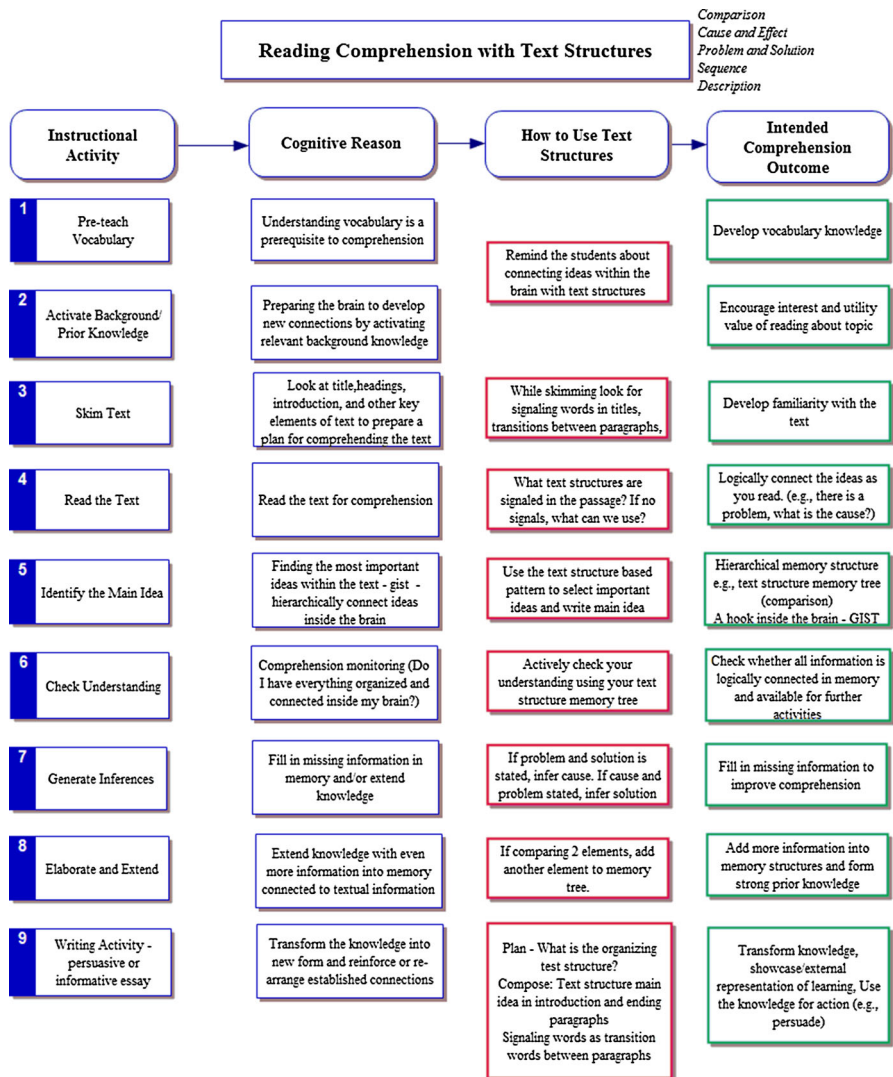 Reading Comprehension with Text Structures
Comparison
Cause and Effect
Problem and Solution
Sequence
Description
Instructional
Activity
Cognitive Reason
How to Use Text
Structures
Intended
Comprehension
Outcome
1
Pre-teach
Vocabulary
Understanding vocabulary is a
prerequisite to comprehension
Remind the students about
connecting ideas within the
brain with text structures
Develop vocabulary knowledge
2
Activate Background/
Prior Knowledge
Preparing the brain to develop
new connections by activating
relevant background knowledge
Encourage interest and utility
value of reading about topic
3
Skim Text
Look at title,headings,
introduction, and other key
elements of text to prepare a
plan for comprehending the text
While skimming look for
signaling words in titles,
transitions between paragraphs,
Develop familiarity with the
text
4
Read the Text
Read the text for comprehension
What text structures are
signaled in the passage? If no
signals, what can we use?
Logically connect the ideas as
you read. (e.g., there is a
problem, what is the cause?)
5
Identify the Main Idea
Finding the most important
ideas within the text - gist -
hierarchically connect ideas
inside the brain
Use the text structure based
pattern to select important
ideas and write main idea
Hierarchical memory structure
e.g., text structure memory tree
(comparison)
A hook inside the brain - GIST
6
Check Understanding
Comprehension monitoring (Do
I have everything organized and
connected inside my brain?)
Actively check your
understanding using your text
structure memory tree
Check whether all information is
logically connected in memory
and available for further
activities
7
Generate Inferences
Fill in missing information in
memory and/or extend
knowledge
If problem and solution is
stated, infer cause. If cause and
problem stated, infer solution
Fill in missing information to
improve comprehension
8
Elaborate and Extend
Extend knowledge with even
more information into memory
connected to textual information
If comparing 2 elements, add
another element to memory
tree.
Add more information into
memory structures and form
strong prior knowledge
9
Writing Activity -
persuasive or
informative essay
Transform the knowledge into
new form and reinforce or re-
arrange established connections
Plan - What is the organizing
test structure?
Compose: Text structure main
idea in introduction and ending
paragraphs
Signaling words as transition
words between paragraphs
Transform knowledge,
showcase/external
representation of learning, Use
the knowledge for action (e.g.,
persuade)